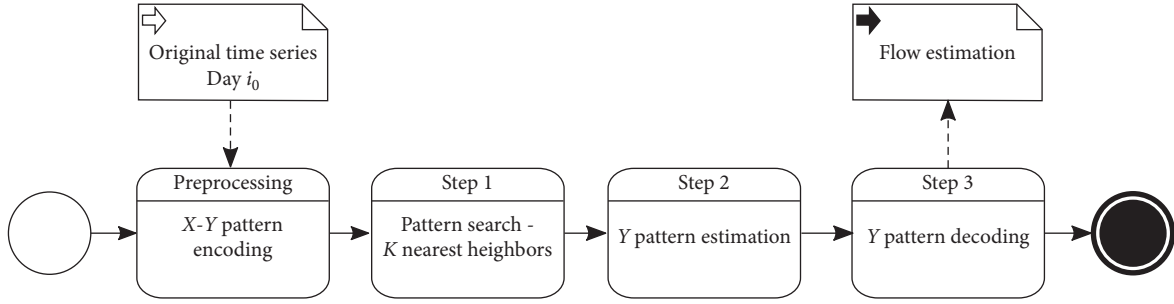 Original time series
Day i₀
Flow estimation
Preprocessing
X-Y pattern
encoding
Step 1
Pattern search -
K nearest neighbors
Step 2
Y pattern estimation
Step 3
Y pattern decoding